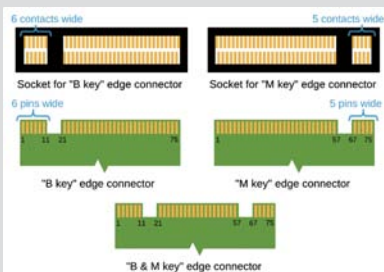 6 contacts wide
5 contacts wide
Socket for "B key" edge connector
Socket for "M key" edge connector
6 pins wide
5 pins wide
1 11 21 75
1 57 67 75
"B key" edge connector
"M key" edge connector
1 11 21 57 67 75
"B & M key" edge connector